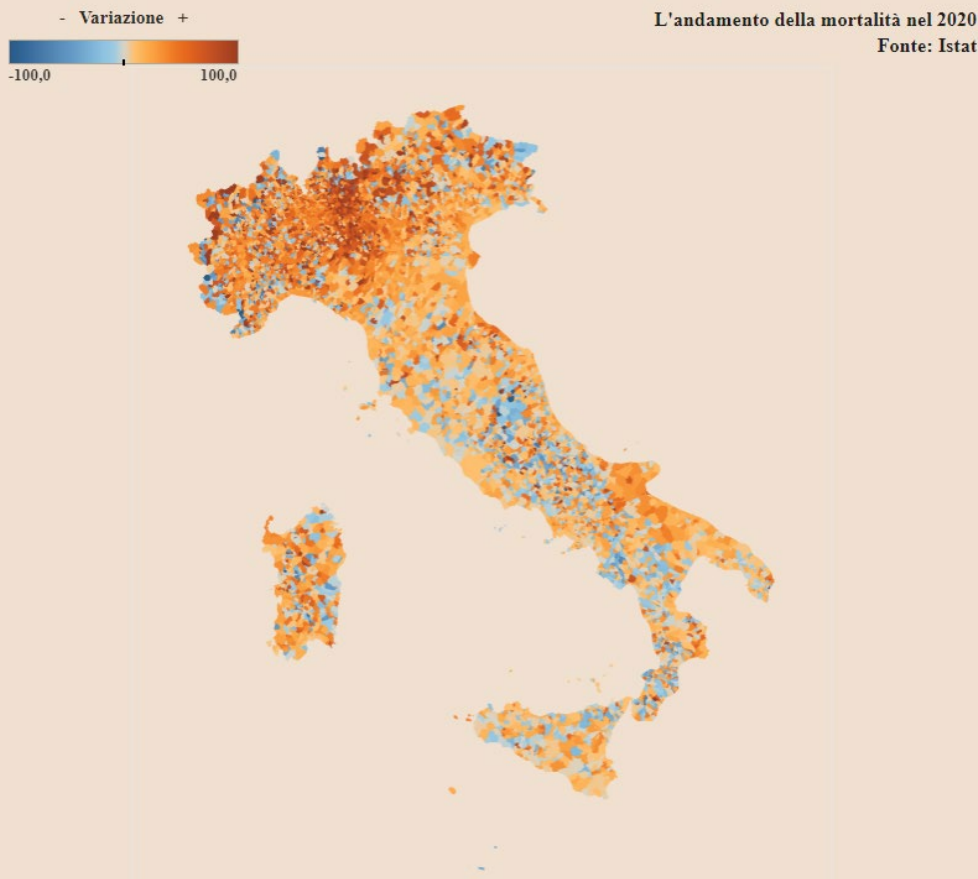 - Variazione +
-100,0 100,0
L'andamento della mortalità nel 2020
Fonte: Istat